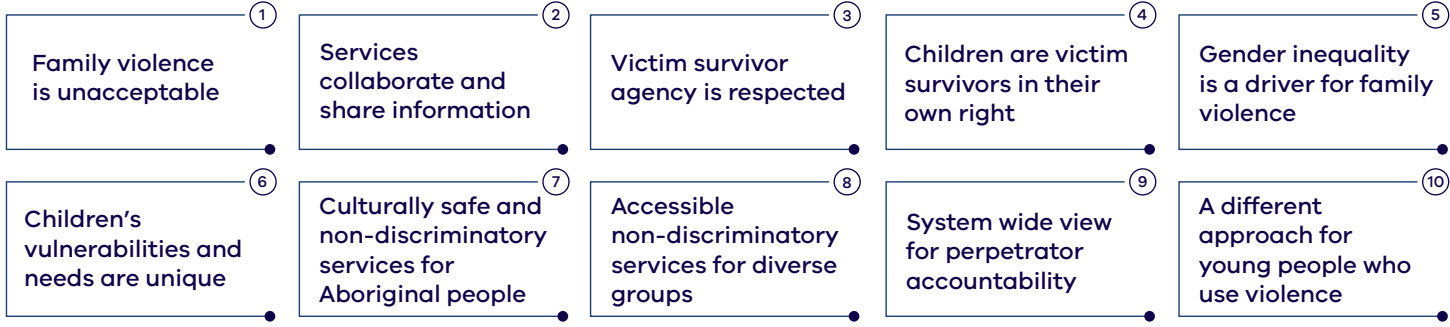 1
Family violence
is unacceptable
2
Services
collaborate and
share information
3
Victim survivor
agency is respected
4
Children are victim
survivors in their
own right
5
Gender inequality
is a driver for family
violence
6
Children’s
vulnerabilities and
needs are unique
7
Culturally safe and
non-discriminatory
services for
Aboriginal people
8
Accessible
non-discriminatory
services for diverse
groups
9
System wide view
for perpetrator
accountability
10
A different
approach for
young people who
use violence